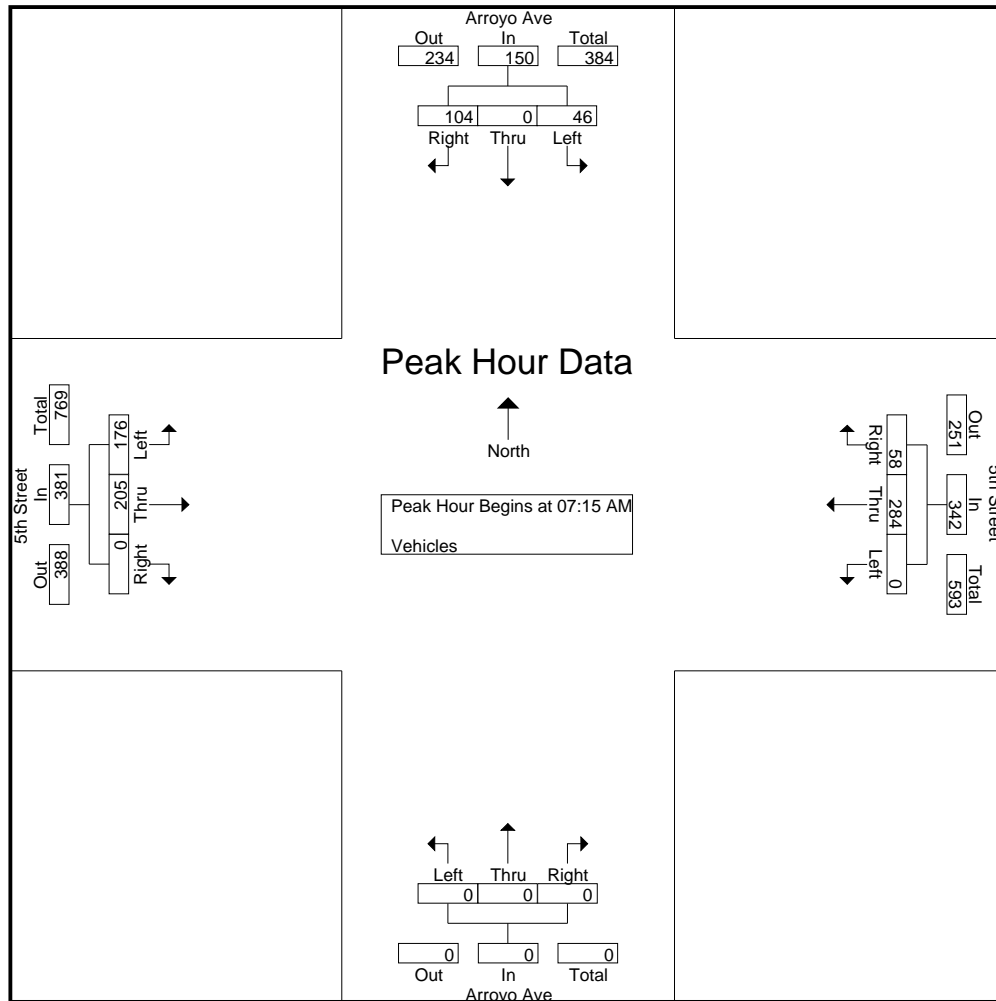 Arroyo Ave
Out In Total
234 150 384
104 0 46
Right Thru Left
Peak Hour Data
North
Peak Hour Begins at 07:15 AM
Vehicles
5th Street
Total In Out
769 381 388
176 205 0
Left Thru Right
5th Street
Out In Total
251 342 593
58 284 0
Right Thru Left
Left Thru Right
0 0 0
0 0 0
Out In Total
Arroyo Ave